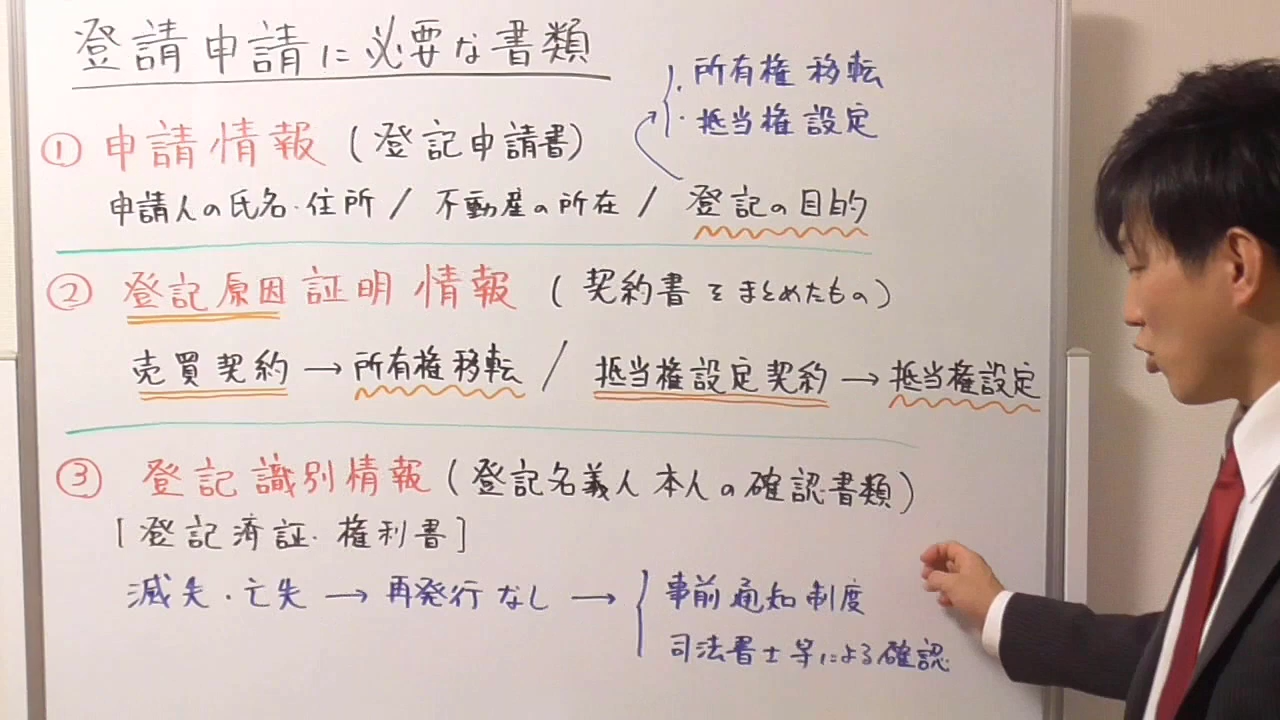 登請申請に必要な書類
・所有権移転
・抵当権設定
① 申請情報 (登記申請書)
申請人の氏名・住所 / 不動産の所在 / 登記の目的
② 登記原因証明情報 (契約書をまとめたもの)
売買契約 → 所有権移転 / 抵当権設定契約 → 抵当権設定
③ 登記識別情報 (登記名義人本人の確認書類)
[登記済証・権利書]
滅失・亡失 → 再発行なし → { 事前通知制度
司法書士等による確認